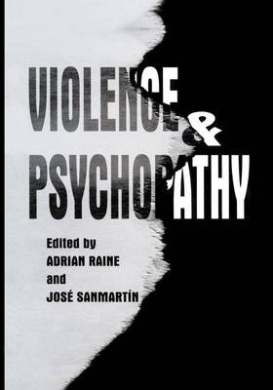 VIOLENCE
&
PSYCHOPATHY
Edited by
ADRIAN RAINE
and
JOSÉ SANMARTÍN